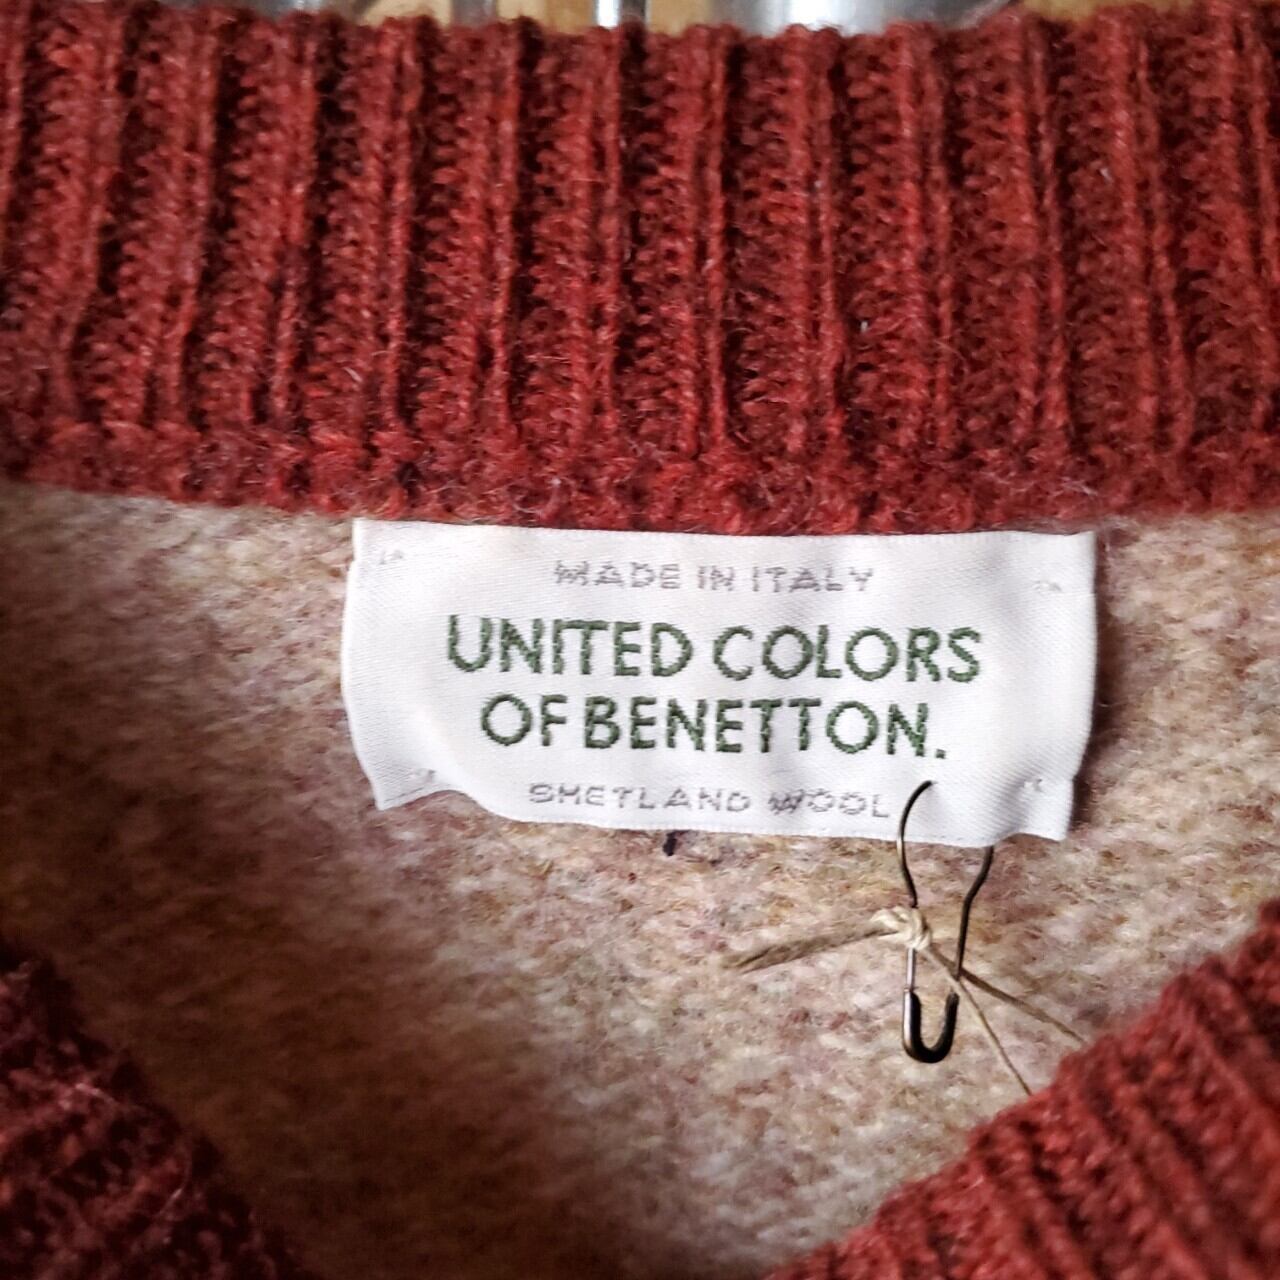 MADE IN ITALY
UNITED COLORS
OF BENETTON.
SHETLAND WOOL